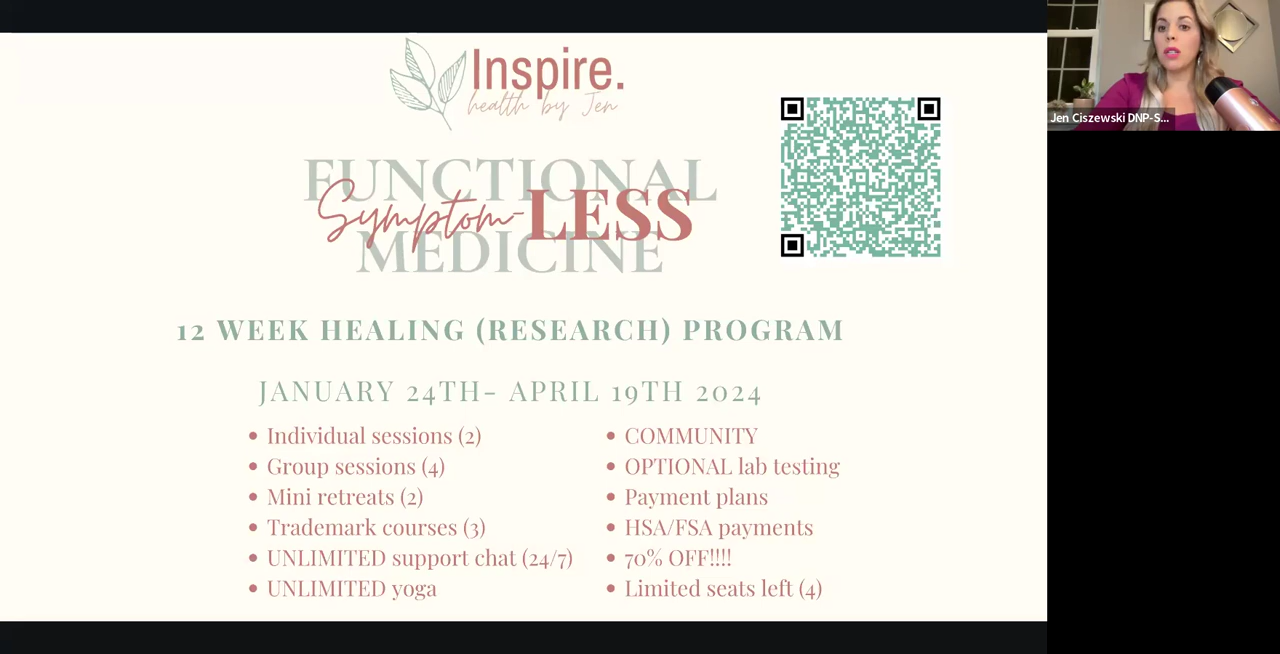 Inspire.
health by Jen
FUNCTIONAL
Symptom-LESS
MEDICINE
12 WEEK HEALING (RESEARCH) PROGRAM
JANUARY 24TH- APRIL 19TH 2024
• Individual sessions (2)
• Group sessions (4)
• Mini retreats (2)
• Trademark courses (3)
• UNLIMITED support chat (24/7)
• UNLIMITED yoga
• COMMUNITY
• OPTIONAL lab testing
• Payment plans
• HSA/FSA payments
• 70% OFF!!!!
• Limited seats left (4)
Jen Ciszewski DNP-S...